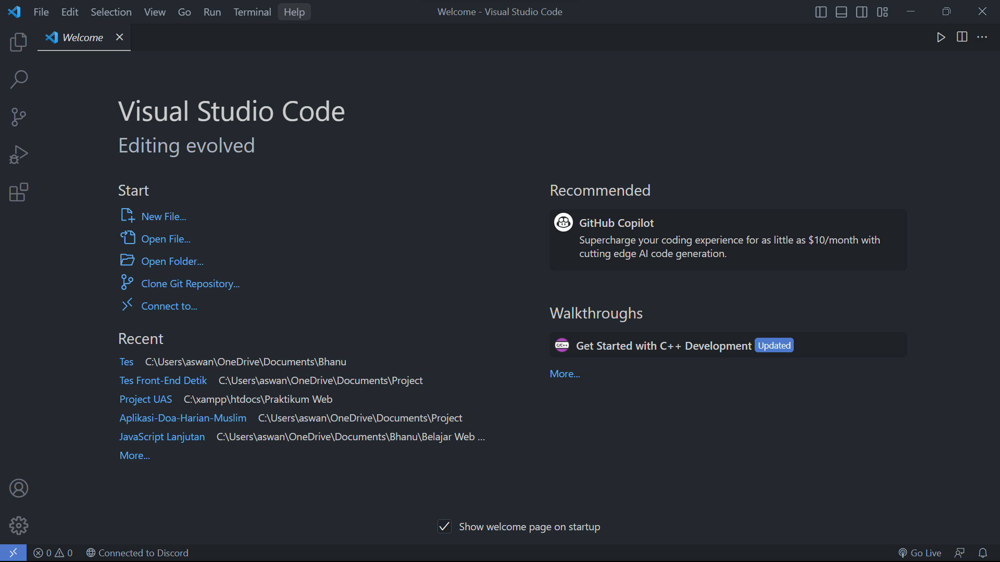 File Edit Selection View Go Run Terminal Help Welcome - Visual Studio Code
Welcome
Visual Studio Code
Editing evolved
Start
New File...
Open File...
Open Folder...
Clone Git Repository...
Connect to...
Recent
Tes C:\Users\aswan\OneDrive\Documents\Bhanu
Tes Front-End Detik C:\Users\aswan\OneDrive\Documents\Project
Project UAS C:\xampp\htdocs\Praktikum Web
Aplikasi-Doa-Harian-Muslim C:\Users\aswan\OneDrive\Documents\Project
JavaScript Lanjutan C:\Users\aswan\OneDrive\Documents\Bhanu\Belajar Web ...
More...
Recommended
GitHub Copilot
Supercharge your coding experience for as little as $10/month with
cutting edge AI code generation.
Walkthroughs
C/C++ Get Started with C++ Development Updated
More...
Show welcome page on startup
0 0 Connected to Discord Go Live